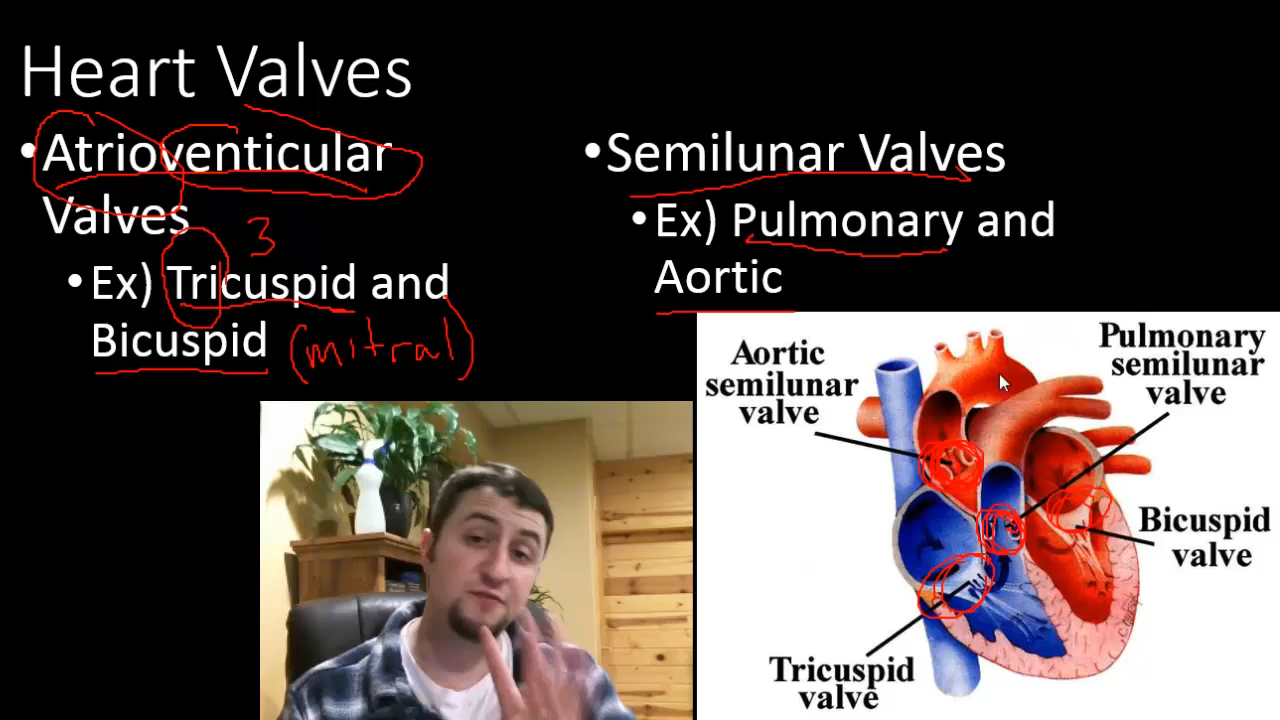 Heart Valves
•Atrioventicular
Valves
3
•Ex) Tricuspid and
Bicuspid (mitral)
•Semilunar Valves
•Ex) Pulmonary and
Aortic
Aortic
semilunar
valve
Pulmonary
semilunar
valve
Bicuspid
valve
Tricuspid
valve